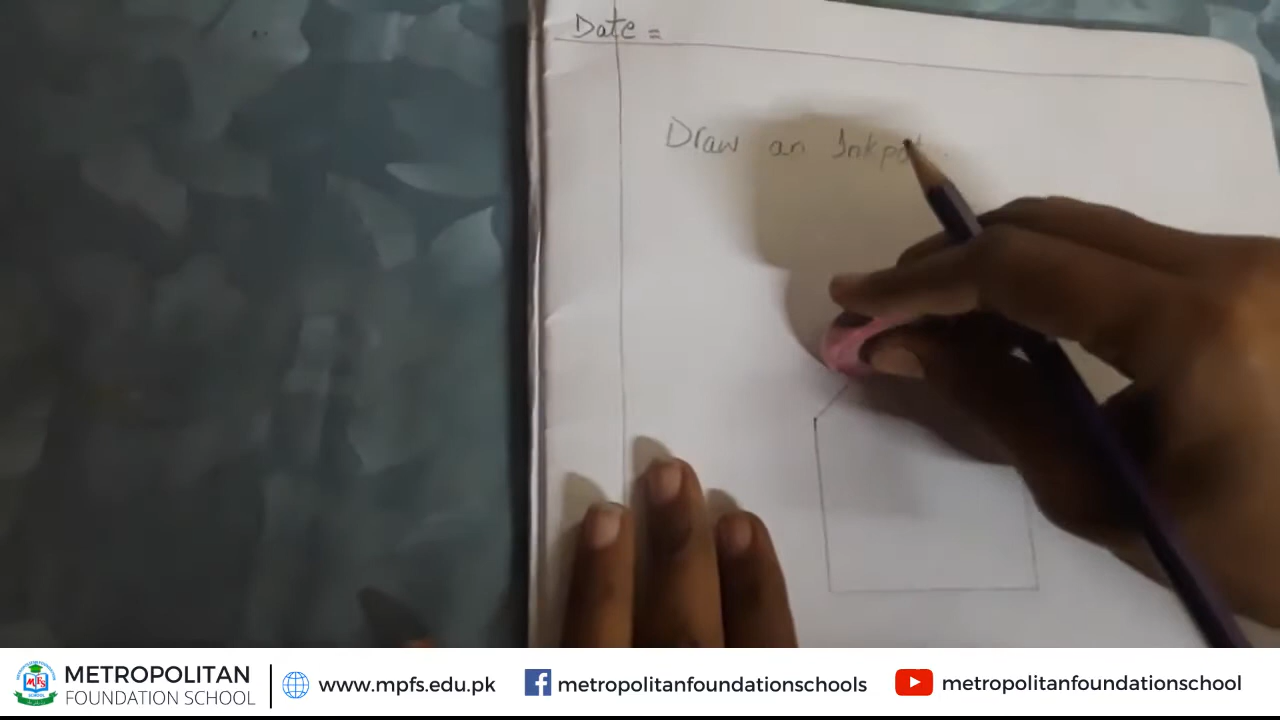 Date =
Draw an Inkpot.
METROPOLITAN
FOUNDATION SCHOOL
www.mpfs.edu.pk
metropolitanfoundationschools
metropolitanfoundationschool